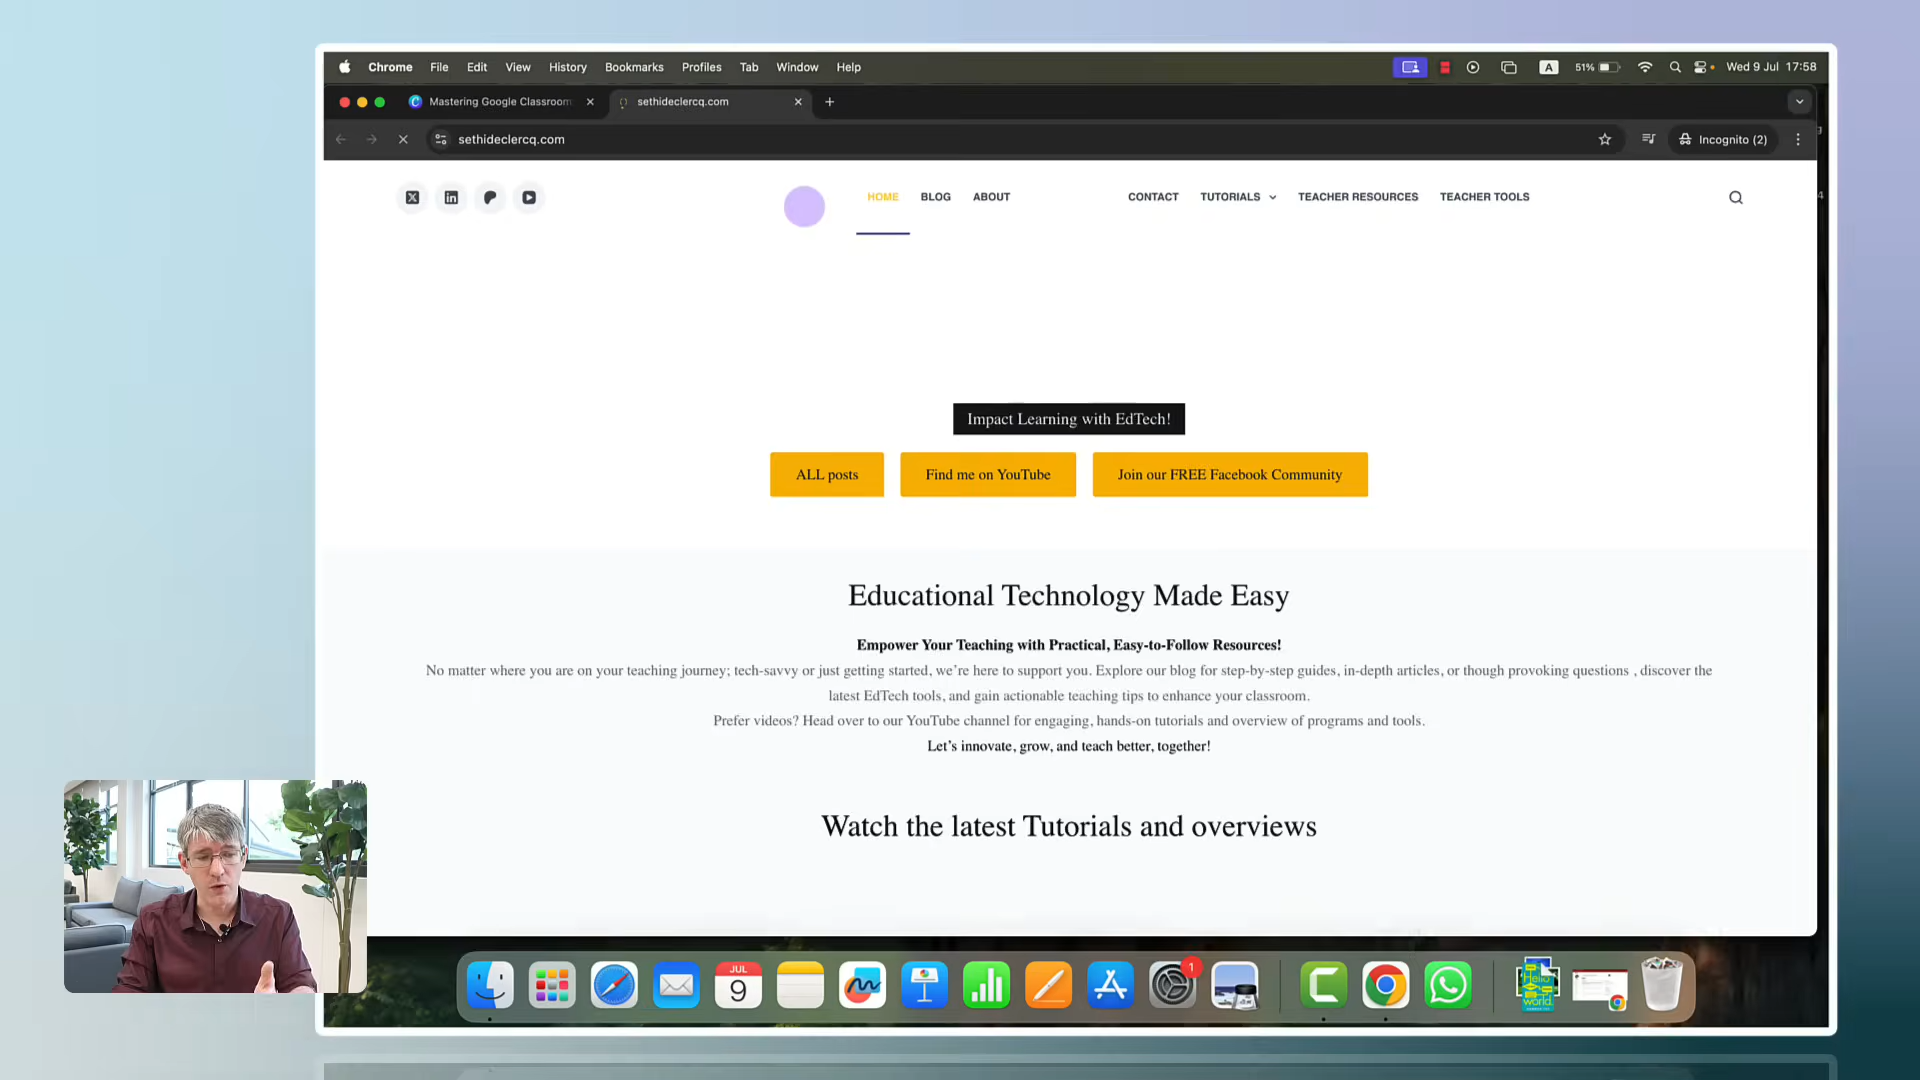 Chrome File Edit View History Bookmarks Profiles Tab Window Help A 51% Wed 9 Jul 17:58
Mastering Google Classroom sethideclercq.com
sethideclercq.com Incognito (2)
HOME BLOG ABOUT CONTACT TUTORIALS TEACHER RESOURCES TEACHER TOOLS
Impact Learning with EdTech!
ALL posts Find me on YouTube Join our FREE Facebook Community
Educational Technology Made Easy
Empower Your Teaching with Practical, Easy-to-Follow Resources!
No matter where you are on your teaching journey; tech-savvy or just getting started, we're here to support you. Explore our blog for step-by-step guides, in-depth articles, or though provoking questions , discover the
latest EdTech tools, and gain actionable teaching tips to enhance your classroom.
Prefer videos? Head over to our YouTube channel for engaging, hands-on tutorials and overview of programs and tools.
Let's innovate, grow, and teach better, together!
Watch the latest Tutorials and overviews
JUL
9
1
Hello
world.